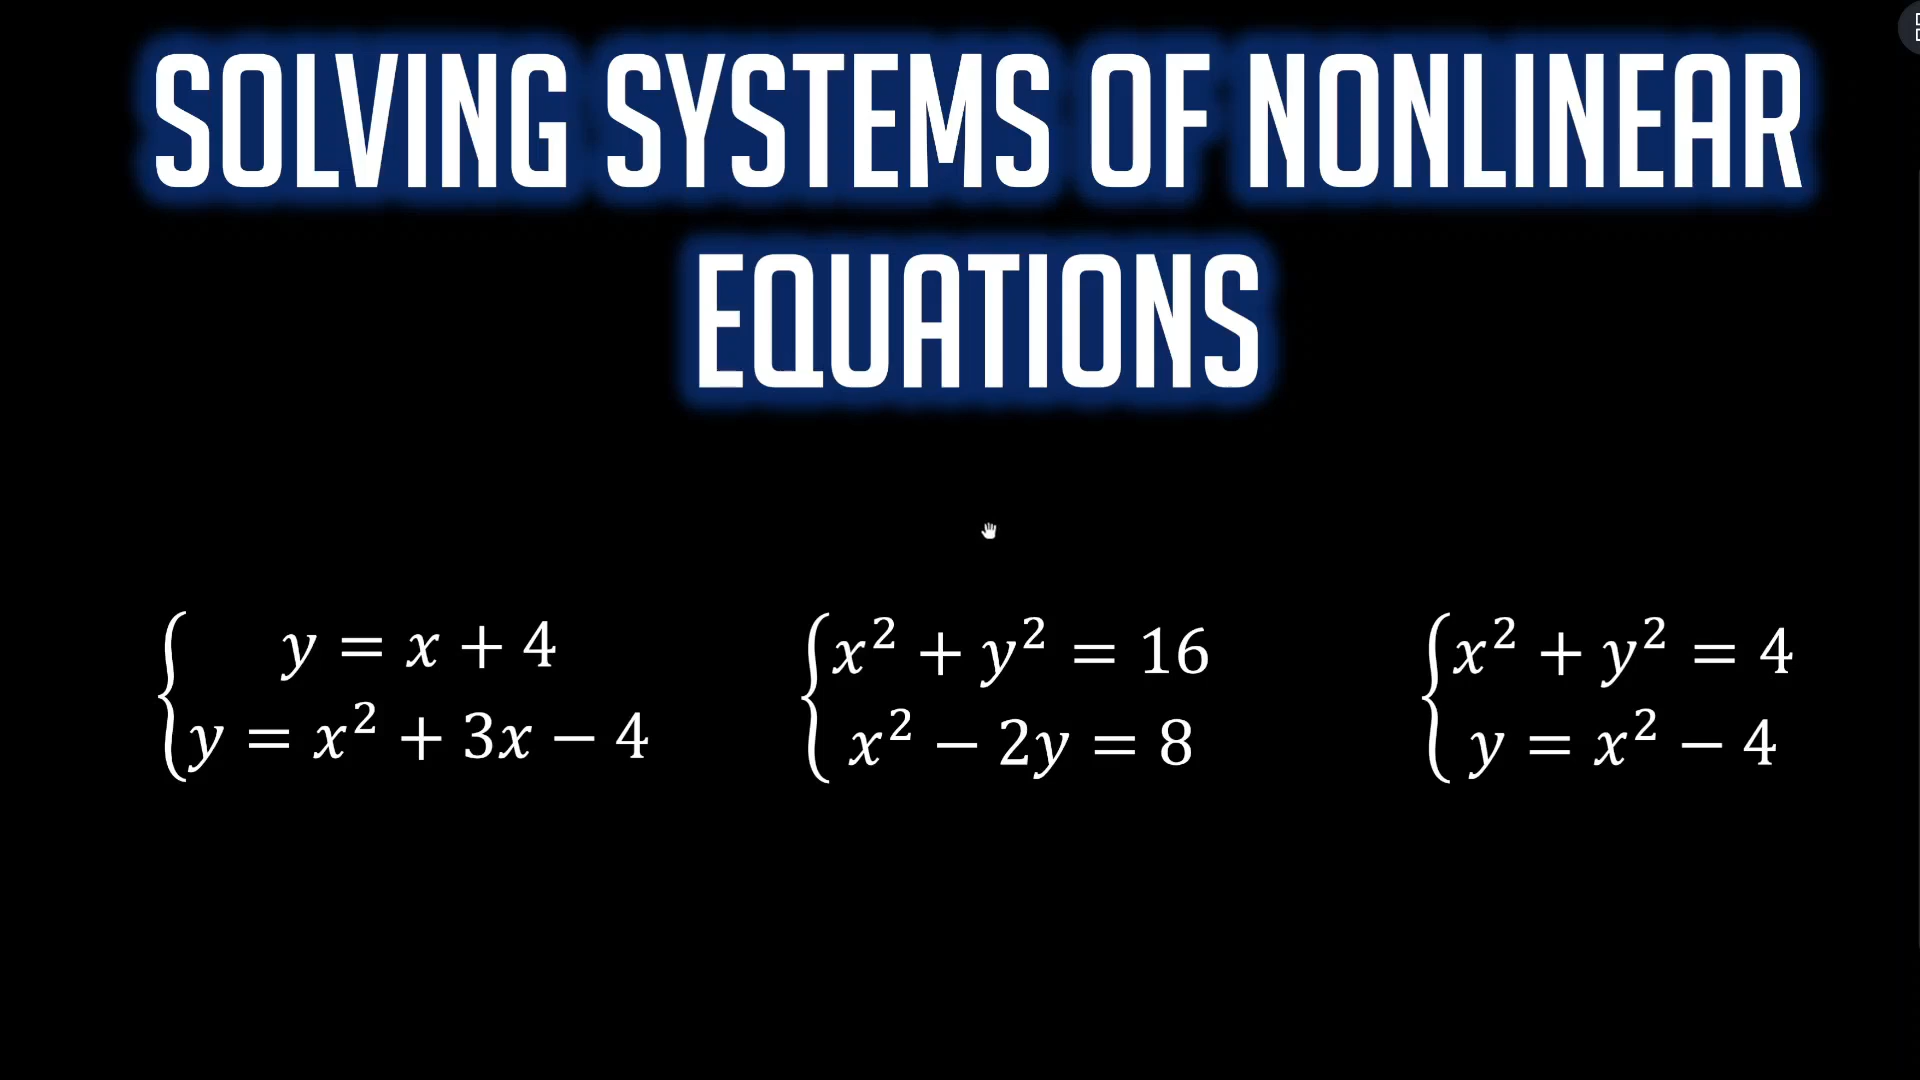 SOLVING SYSTEMS OF NONLINEAR
EQUATIONS
y = x + 4
y = x² + 3x − 4
x² + y² = 16
x² − 2y = 8
x² + y² = 4
y = x² − 4